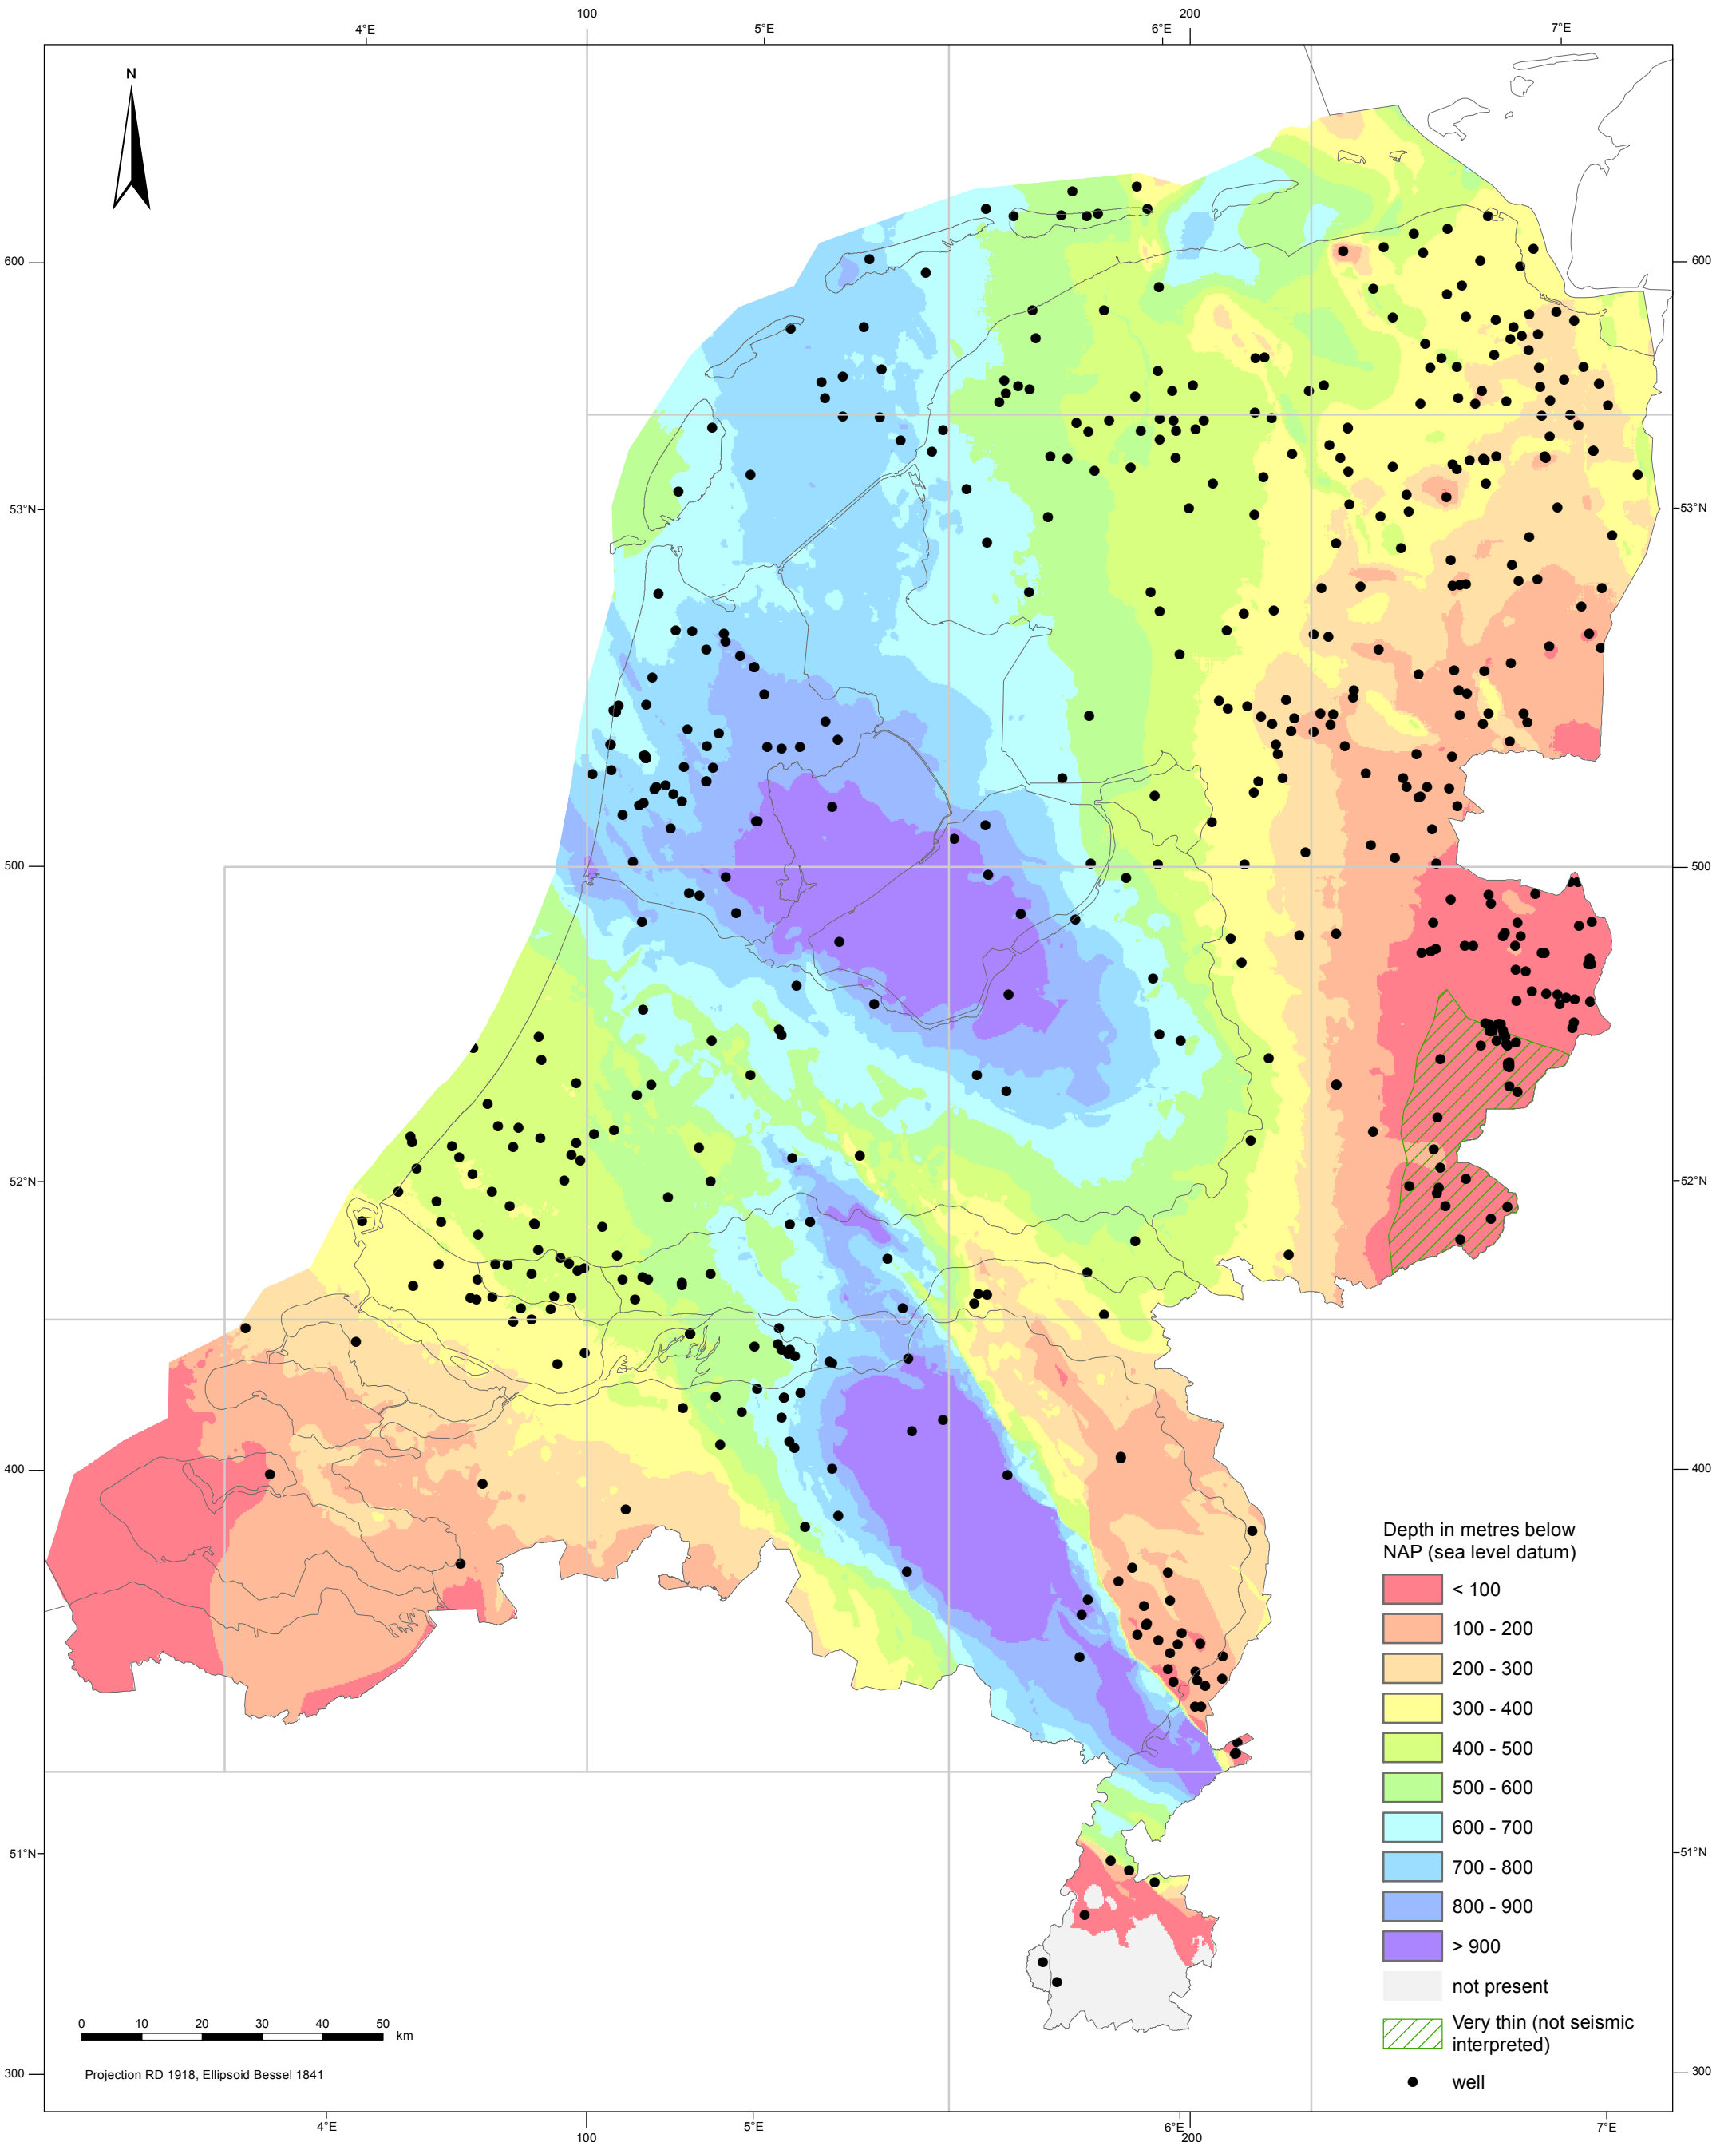 100
200
4°E
5°E
6°E
7°E
N
600
600
53°N
53°N
500
500
52°N
52°N
400
400
Depth in metres below
NAP (sea level datum)
< 100
100 - 200
200 - 300
300 - 400
400 - 500
500 - 600
600 - 700
700 - 800
800 - 900
> 900
not present
Very thin (not seismic
interpreted)
well
51°N
51°N
0 10 20 30 40 50
km
Projection RD 1918, Ellipsoid Bessel 1841
300
300
4°E
5°E
6°E
7°E
100
200